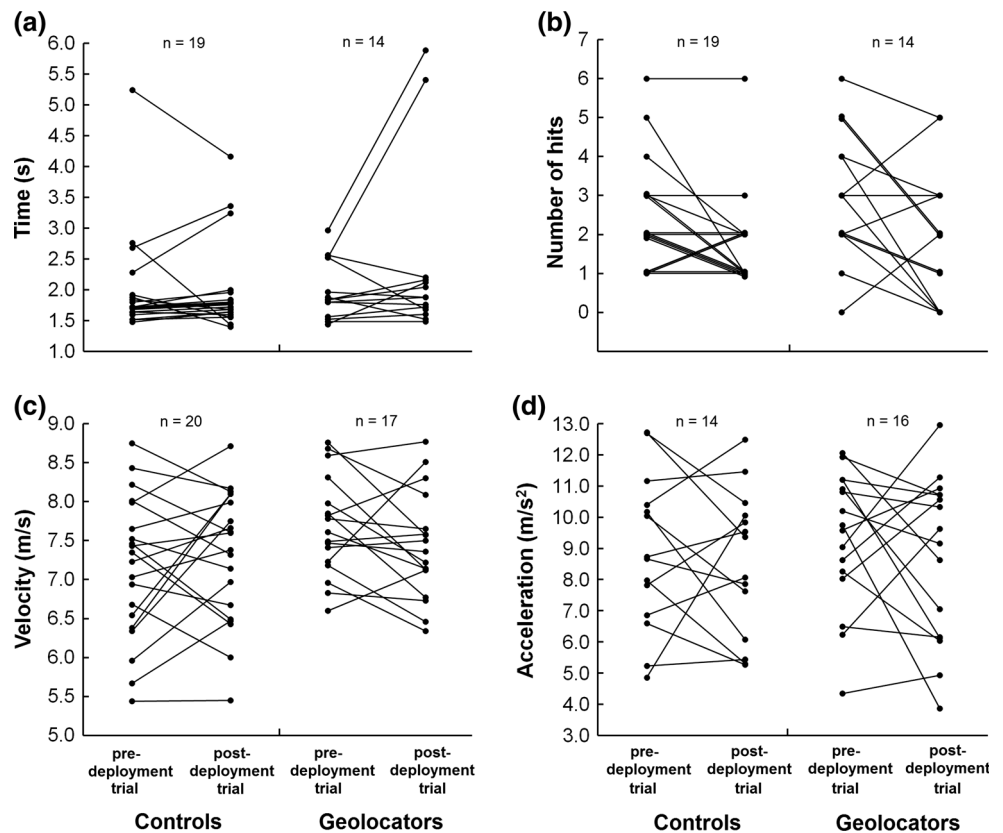 (a)
n = 19
n = 14
6.0
5.5
5.0
4.5
4.0
3.5
3.0
2.5
2.0
1.5
1.0
Time (s)
(b)
n = 19
n = 14
7
6
5
4
3
2
1
0
Number of hits
(c)
n = 20
n = 17
9.0
8.5
8.0
7.5
7.0
6.5
6.0
5.5
5.0
Velocity (m/s)
(d)
n = 14
n = 16
13.0
12.0
11.0
10.0
9.0
8.0
7.0
6.0
5.0
4.0
3.0
Acceleration (m/s²)
pre-
deployment
trial
post-
deployment
trial
pre-
deployment
trial
post-
deployment
trial
Controls
Geolocators
pre-
deployment
trial
post-
deployment
trial
pre-
deployment
trial
post-
deployment
trial
Controls
Geolocators